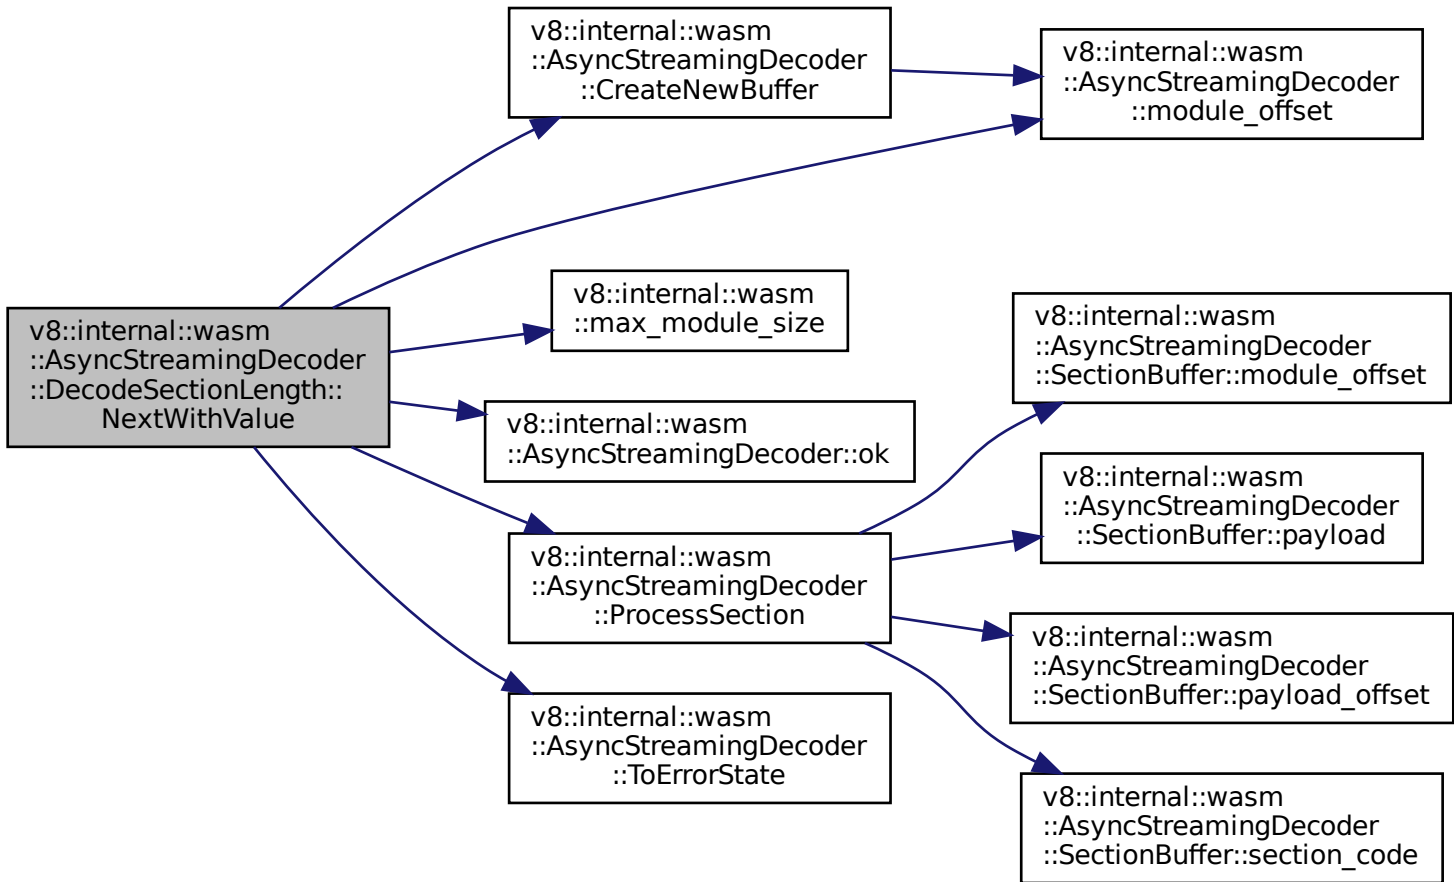 v8::internal::wasm
::AsyncStreamingDecoder
::CreateNewBuffer
v8::internal::wasm
::AsyncStreamingDecoder
::module_offset
v8::internal::wasm
::max_module_size
v8::internal::wasm
::AsyncStreamingDecoder
::DecodeSectionLength::
NextWithValue
v8::internal::wasm
::AsyncStreamingDecoder
::SectionBuffer::module_offset
v8::internal::wasm
::AsyncStreamingDecoder::ok
v8::internal::wasm
::AsyncStreamingDecoder
::SectionBuffer::payload
v8::internal::wasm
::AsyncStreamingDecoder
::ProcessSection
v8::internal::wasm
::AsyncStreamingDecoder
::SectionBuffer::payload_offset
v8::internal::wasm
::AsyncStreamingDecoder
::ToErrorState
v8::internal::wasm
::AsyncStreamingDecoder
::SectionBuffer::section_code